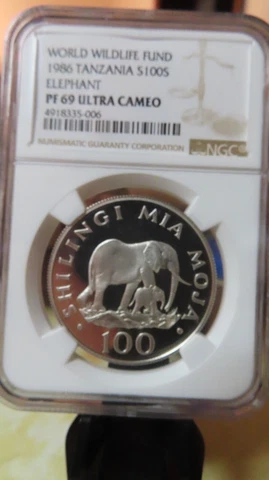 WORLD WILDLIFE FUND
1986 TANZANIA S100S
ELEPHANT
PF 69 ULTRA CAMEO
4918335-006
NUMISMATIC GUARANTY CORPORATION
NGC
• SHILINGI MIA MOJA •
100